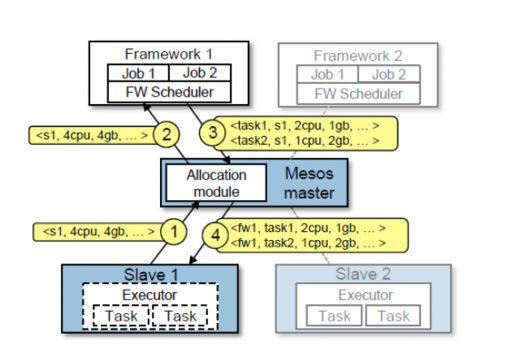 Framework 1
Job 1 Job 2
FW Scheduler
Framework 2
Job 1 Job 2
FW Scheduler
<s1, 4cpu, 4gb, ... >
2
3
<task1, s1, 2cpu, 1gb, ... >
<task2, s1, 1cpu, 2gb, ... >
Allocation
module
Mesos
master
<s1, 4cpu, 4gb, ... >
1
4
<fw1, task1, 2cpu, 1gb, ... >
<fw1, task2, 1cpu, 2gb, ... >
Slave 1
Executor
Task Task
Slave 2
Executor
Task Task